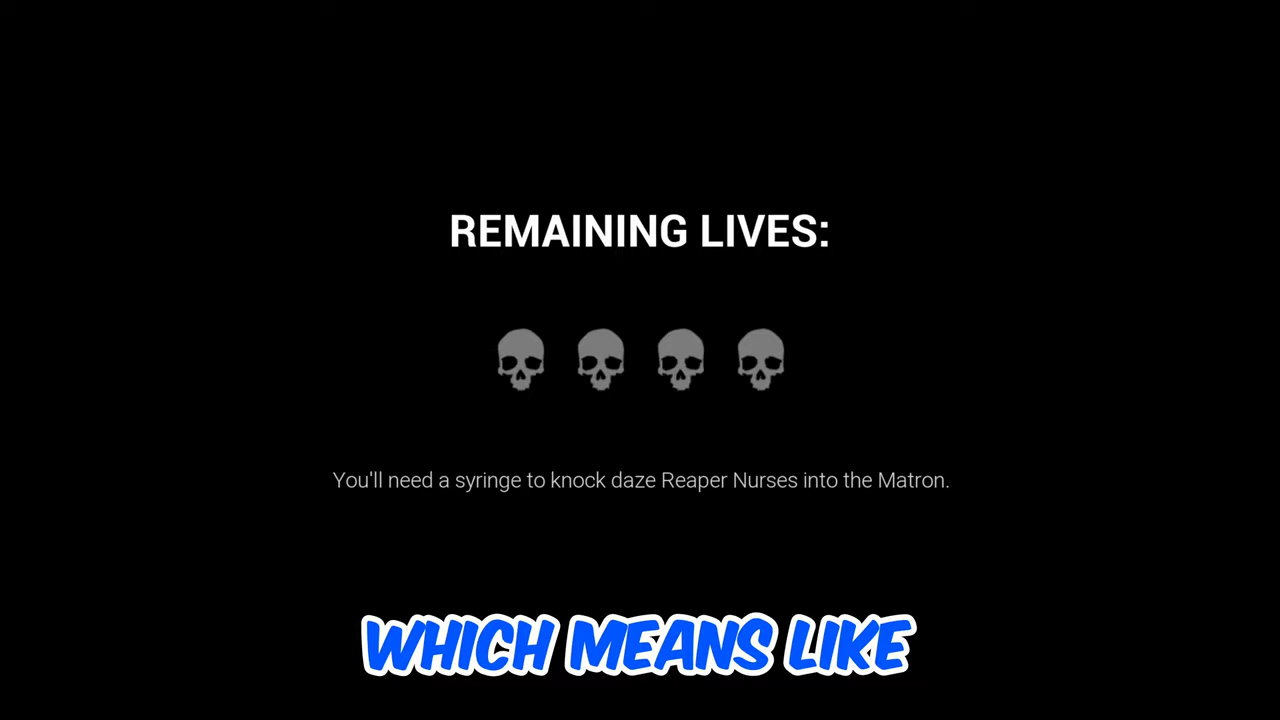 REMAINING LIVES:
You'll need a syringe to knock daze Reaper Nurses into the Matron.
WHICH MEANS LIKE